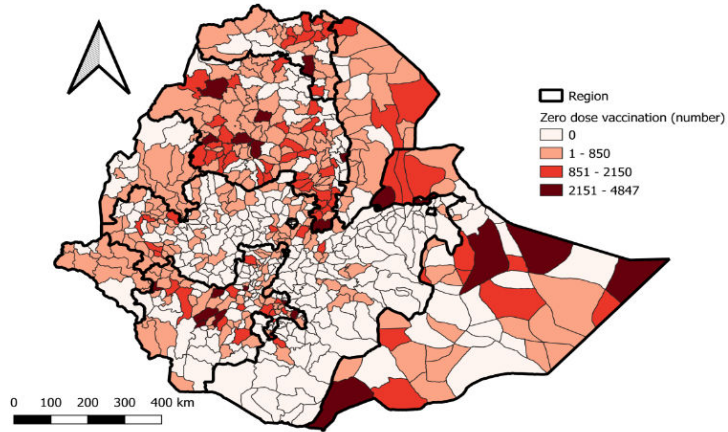 Region
Zero dose vaccination (number)
0
1 - 850
851 - 2150
2151 - 4847
0 100 200 300 400 km